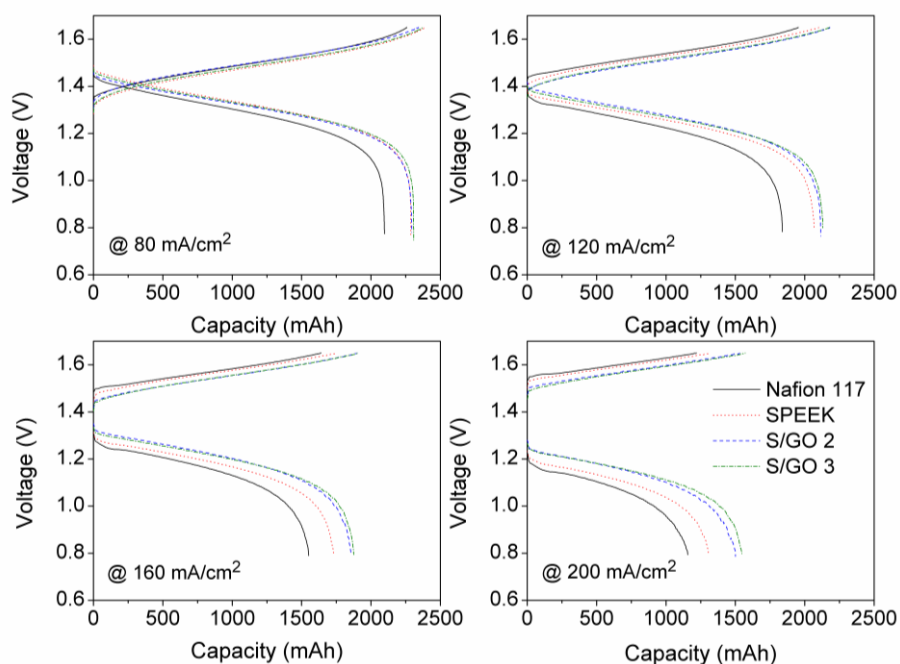 1.6
1.4
1.2
1.0
0.8
0.6
Voltage (V)
@ 80 mA/cm²
0 500 1000 1500 2000 2500
Capacity (mAh)
1.6
1.4
1.2
1.0
0.8
0.6
Voltage (V)
@ 120 mA/cm²
0 500 1000 1500 2000 2500
Capacity (mAh)
1.6
1.4
1.2
1.0
0.8
0.6
Voltage (V)
@ 160 mA/cm²
0 500 1000 1500 2000 2500
Capacity (mAh)
1.6
1.4
1.2
1.0
0.8
0.6
Voltage (V)
Nafion 117
SPEEK
S/GO 2
S/GO 3
@ 200 mA/cm²
0 500 1000 1500 2000 2500
Capacity (mAh)